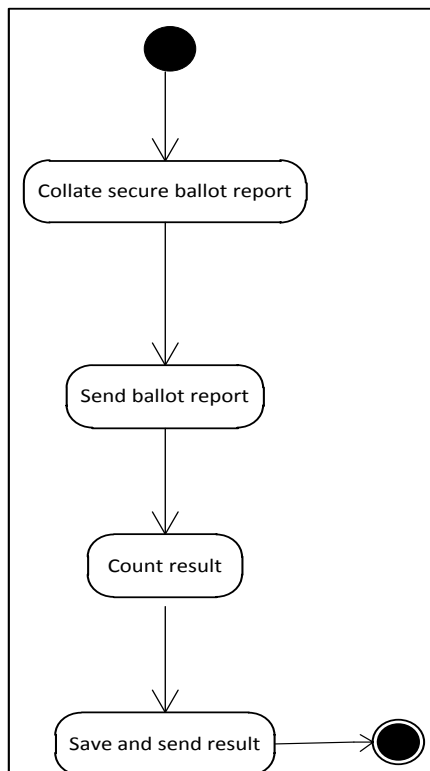 Collate secure ballot report
Send ballot report
Count result
Save and send result